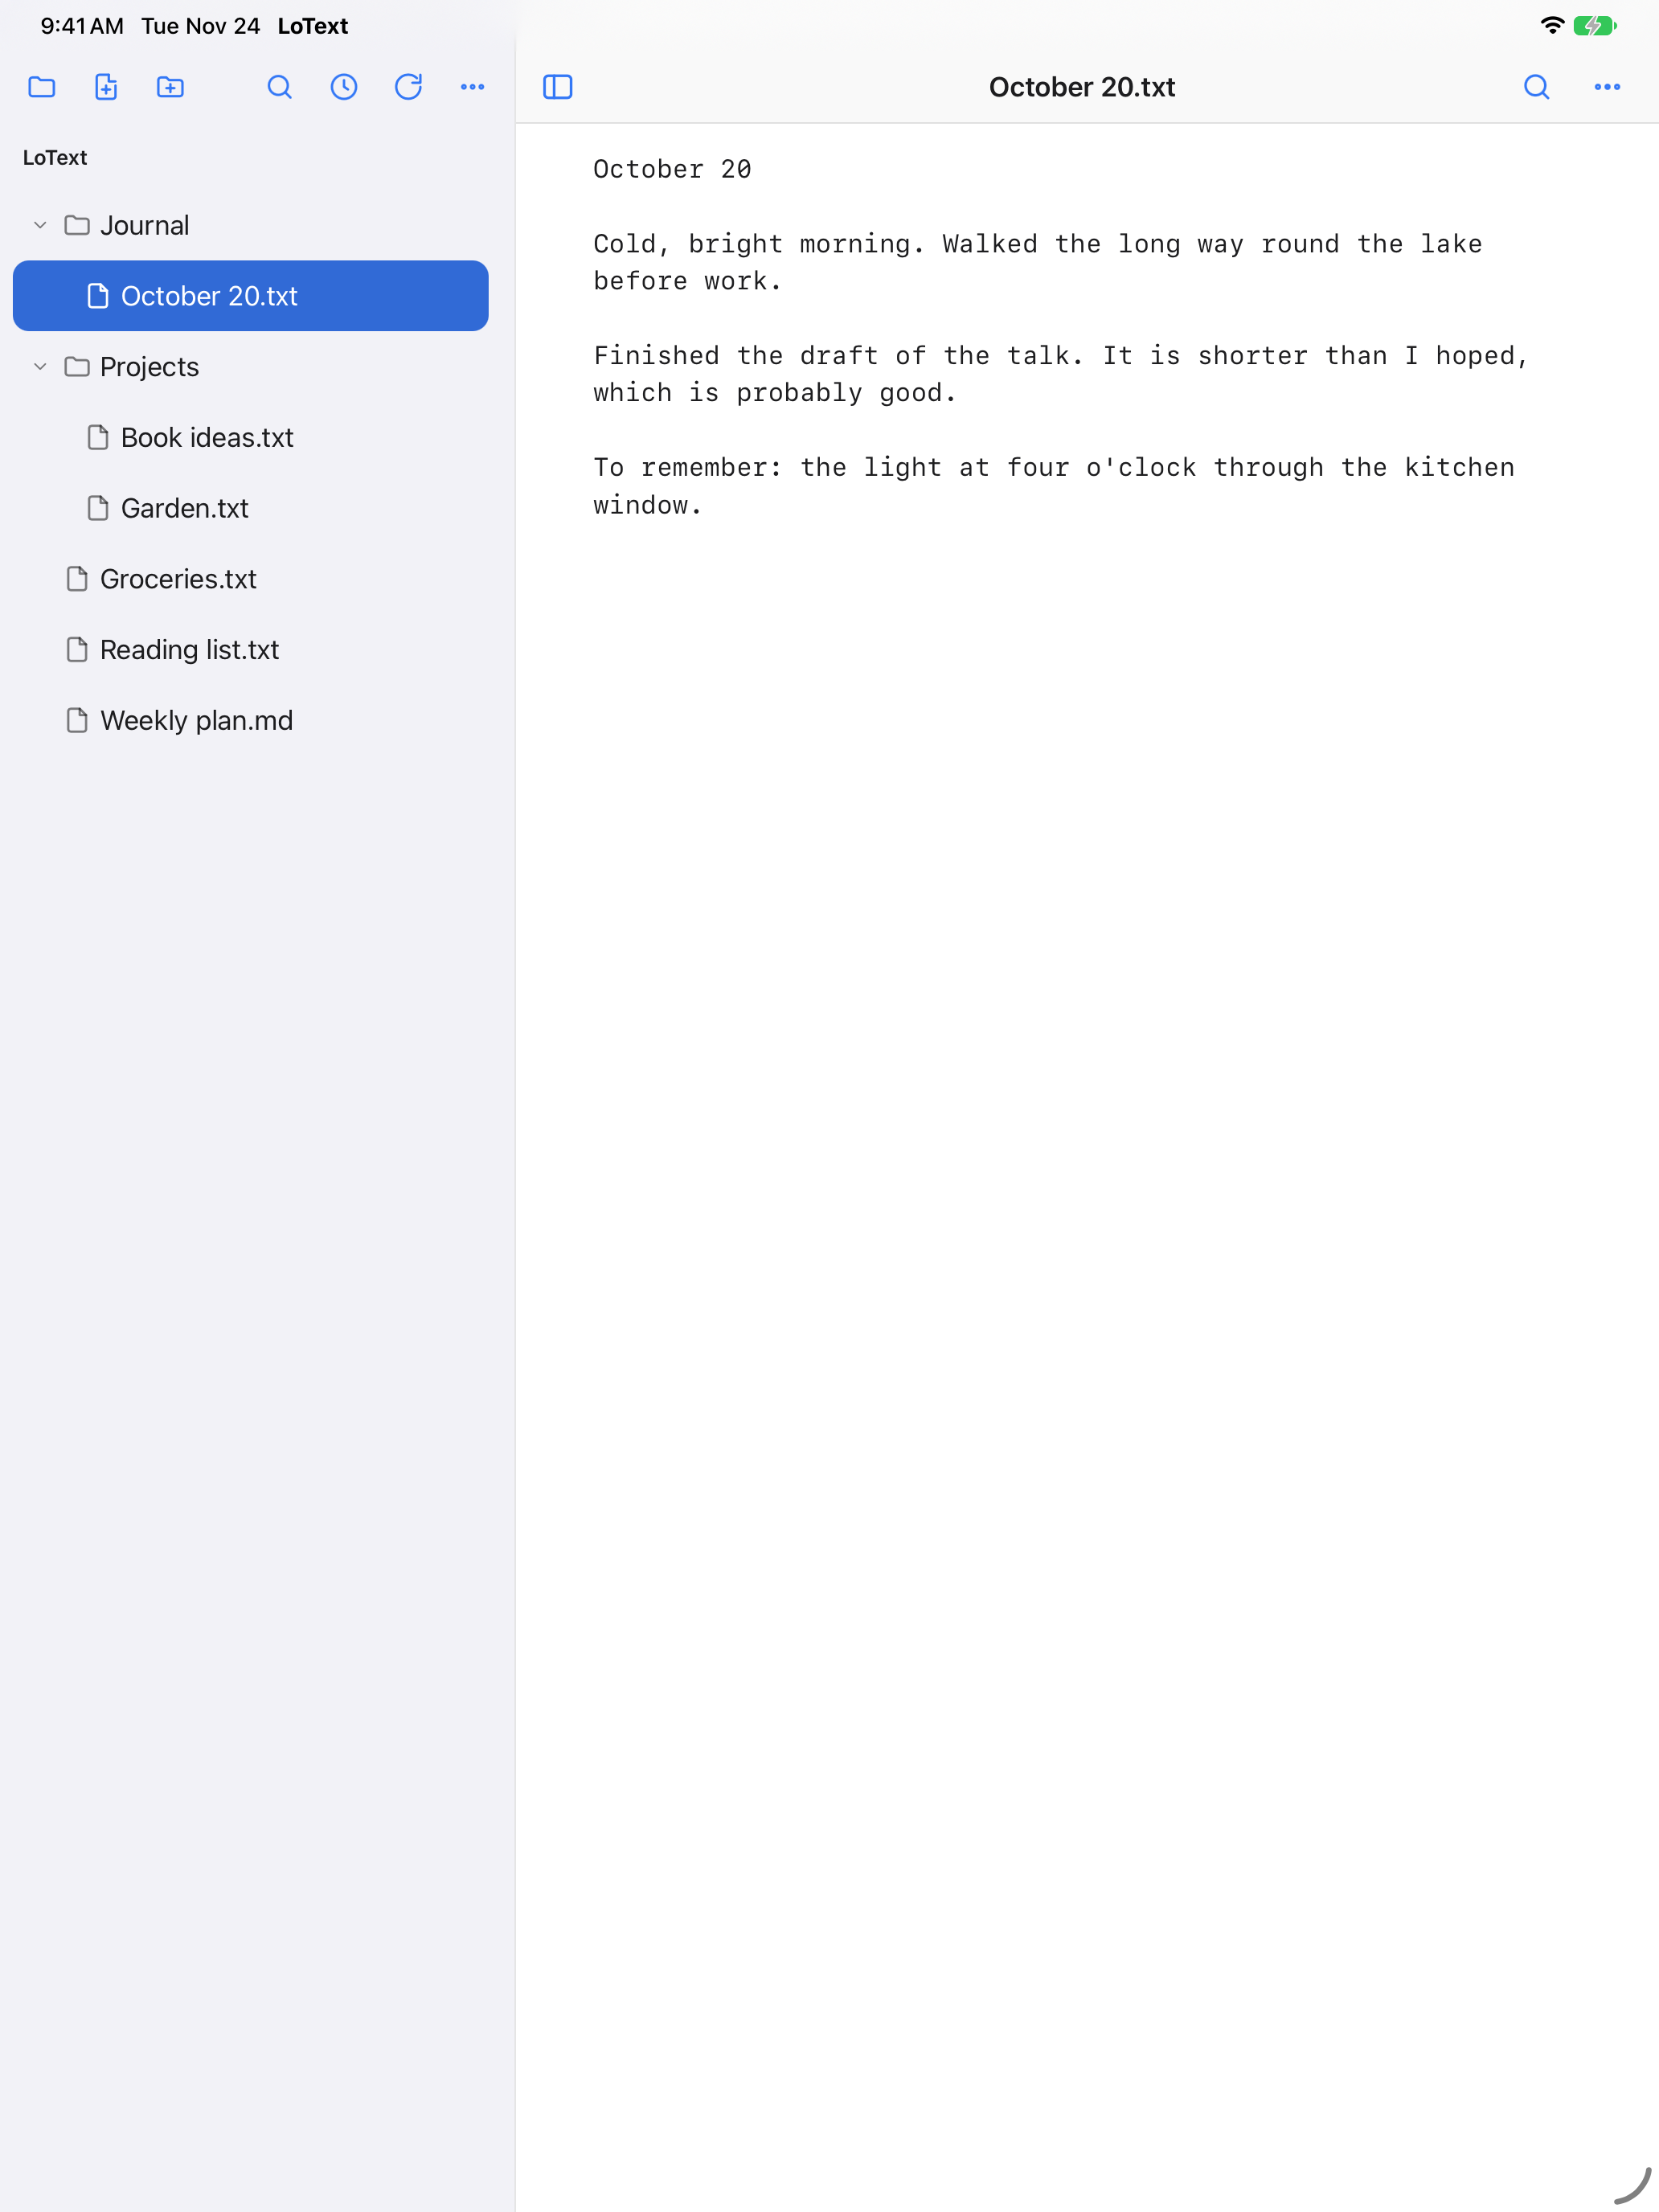 9:41 AM Tue Nov 24 LoText
October 20.txt
LoText
Journal
October 20.txt
Projects
Book ideas.txt
Garden.txt
Groceries.txt
Reading list.txt
Weekly plan.md
October 20
Cold, bright morning. Walked the long way round the lake
before work.
Finished the draft of the talk. It is shorter than I hoped,
which is probably good.
To remember: the light at four o'clock through the kitchen
window.